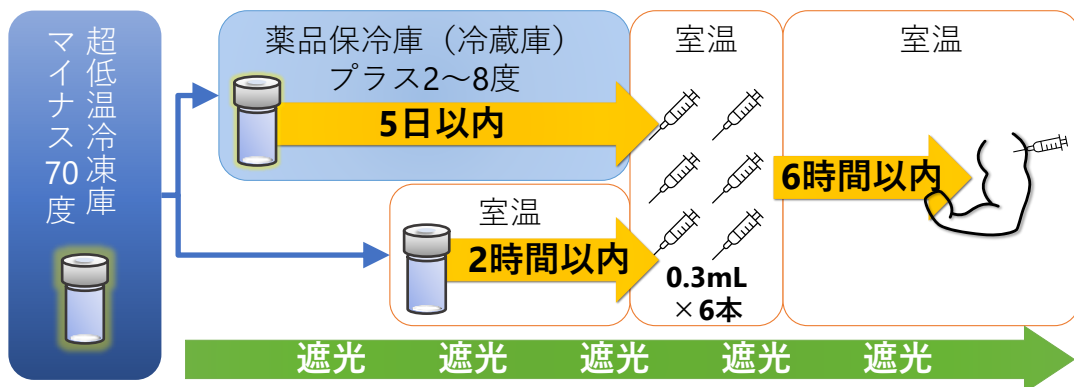 超低温冷凍庫
マイナス70度
薬品保冷庫（冷蔵庫）
プラス2～8度
5日以内
室温
2時間以内
室温
0.3mL
×6本
室温
6時間以内
遮光 遮光 遮光 遮光 遮光